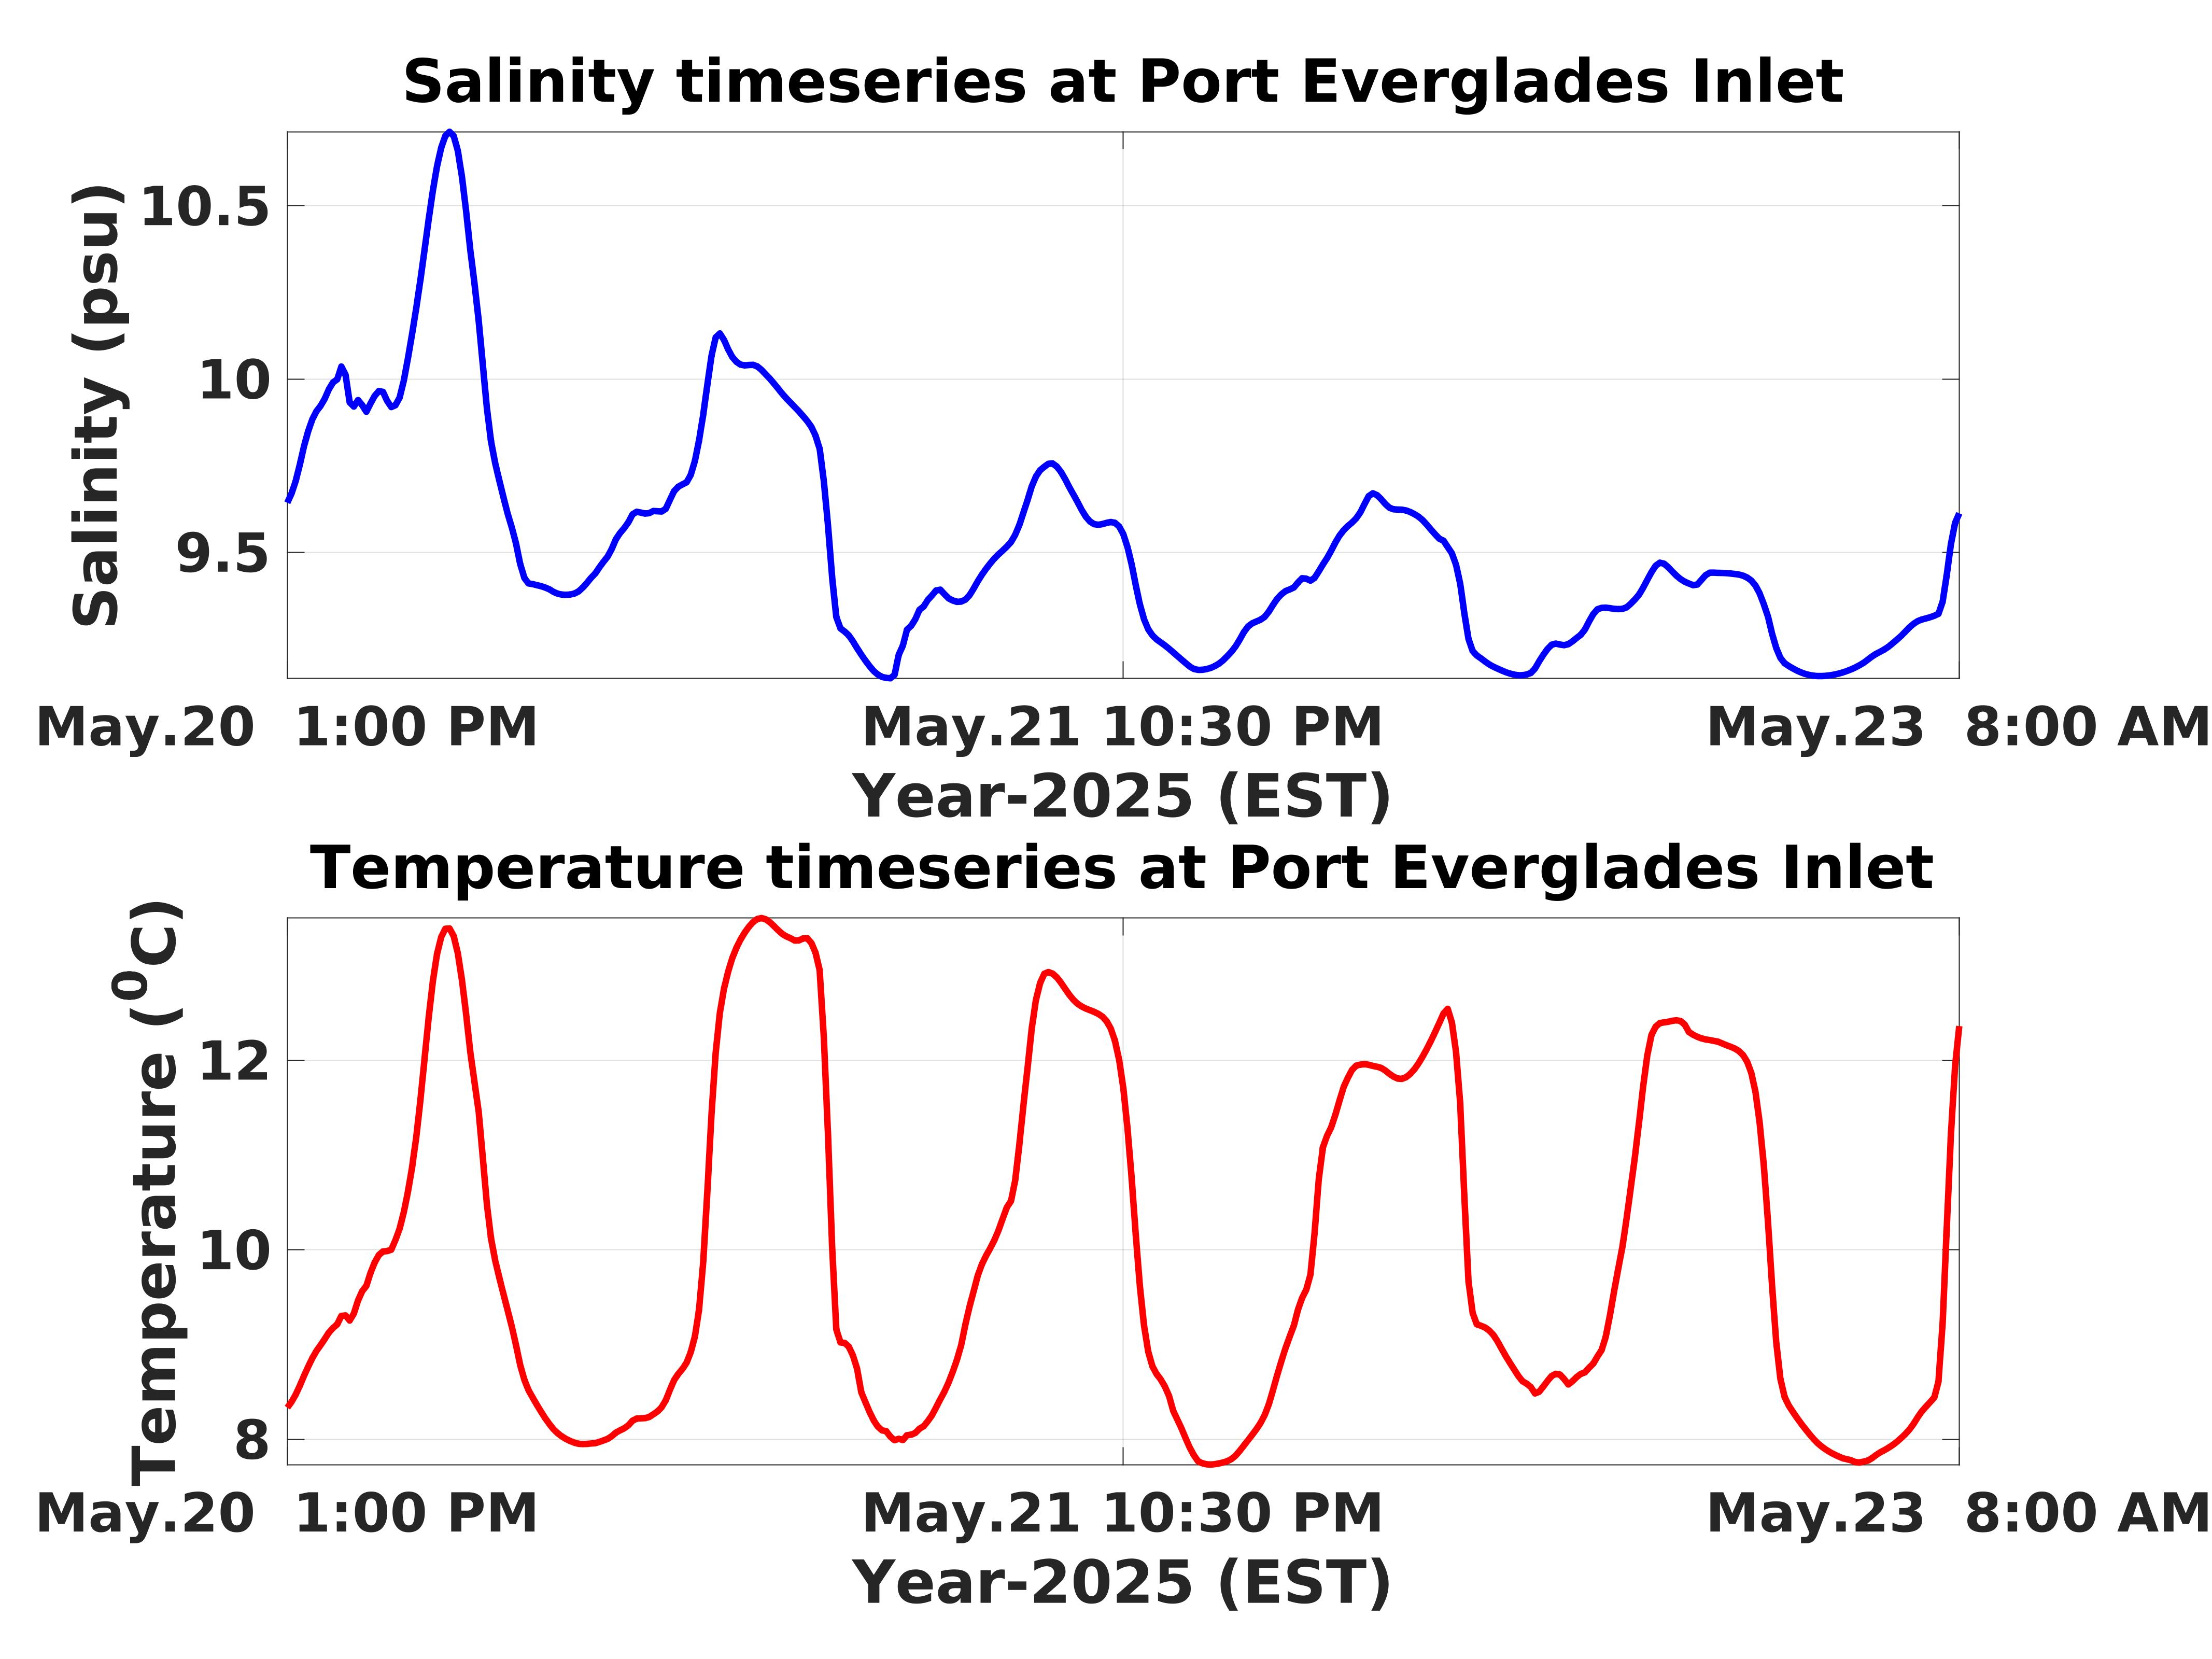 Salinity timeseries at Port Everglades Inlet
Salinity (psu)
10.5
10
9.5
May.20  1:00 PM May.21 10:30 PM May.23  8:00 AM
Year-2025 (EST)
Temperature timeseries at Port Everglades Inlet
Temperature (⁰C)
12
10
8
May.20  1:00 PM May.21 10:30 PM May.23  8:00 AM
Year-2025 (EST)